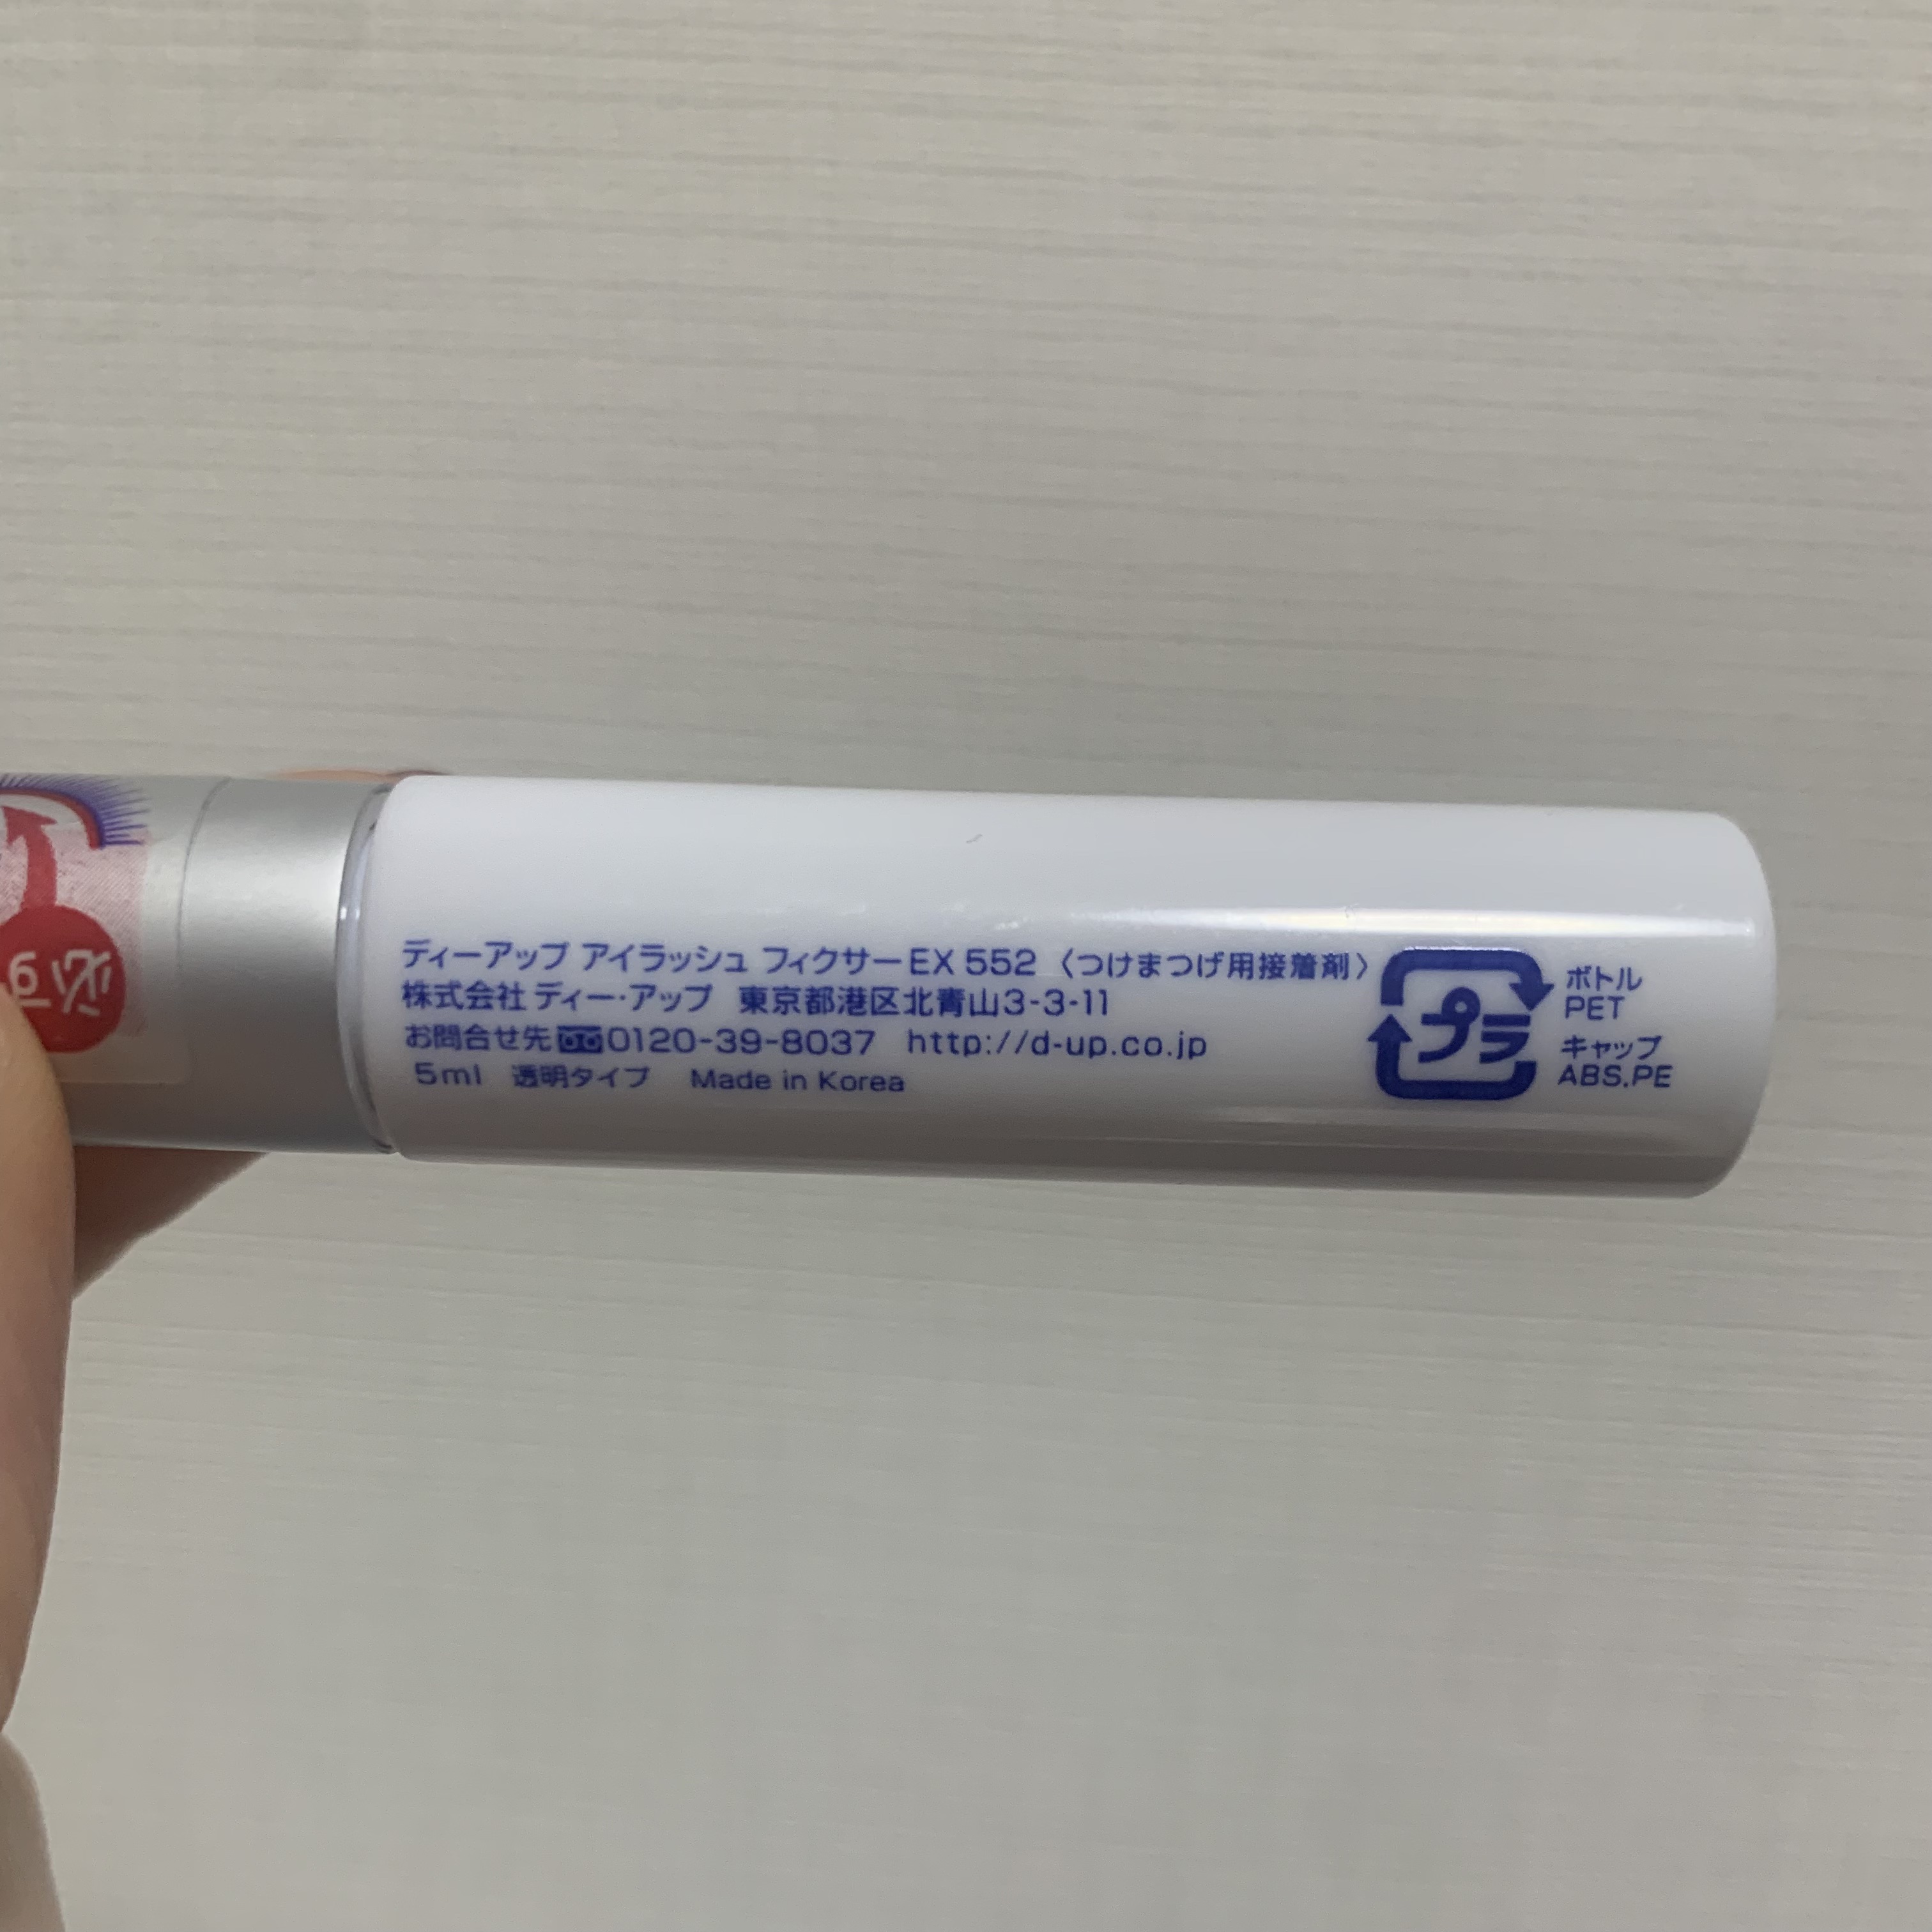 ディーアップ アイラッシュ フィクサーEX 552 〈つけまつげ用接着剤〉
株式会社 ディー・アップ 東京都港区北青山3-3-11
お問合せ先 0120-39-8037 http://d-up.co.jp
5ml 透明タイプ Made in Korea
プラ
ボトル
PET
キャップ
ABS.PE
必ず